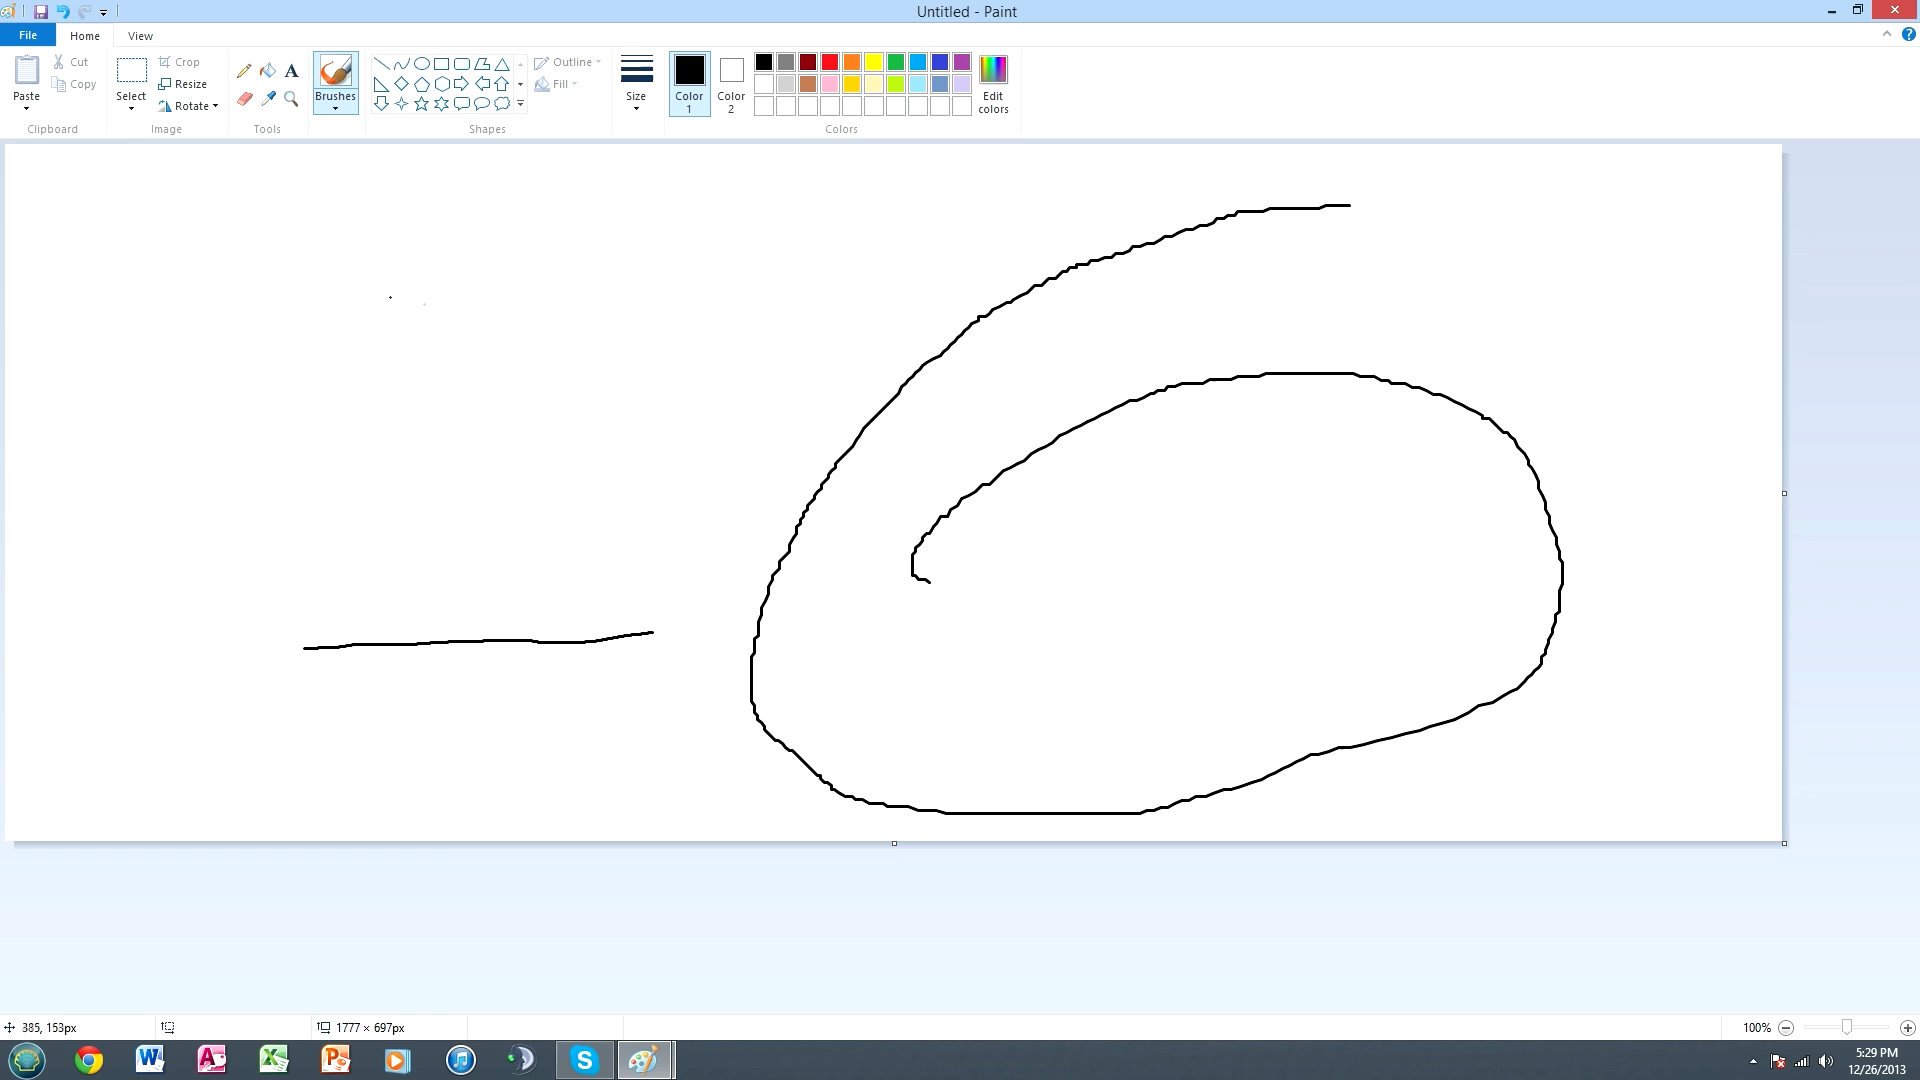 Untitled - Paint
File Home View
Paste Cut Copy Clipboard
Select Crop Resize Rotate Image
A Tools
Brushes
Outline Fill Shapes
Size
Color 1 Color 2 Edit colors Colors
-6
385, 153px 1777 × 697px 100%
5:29 PM
12/26/2013